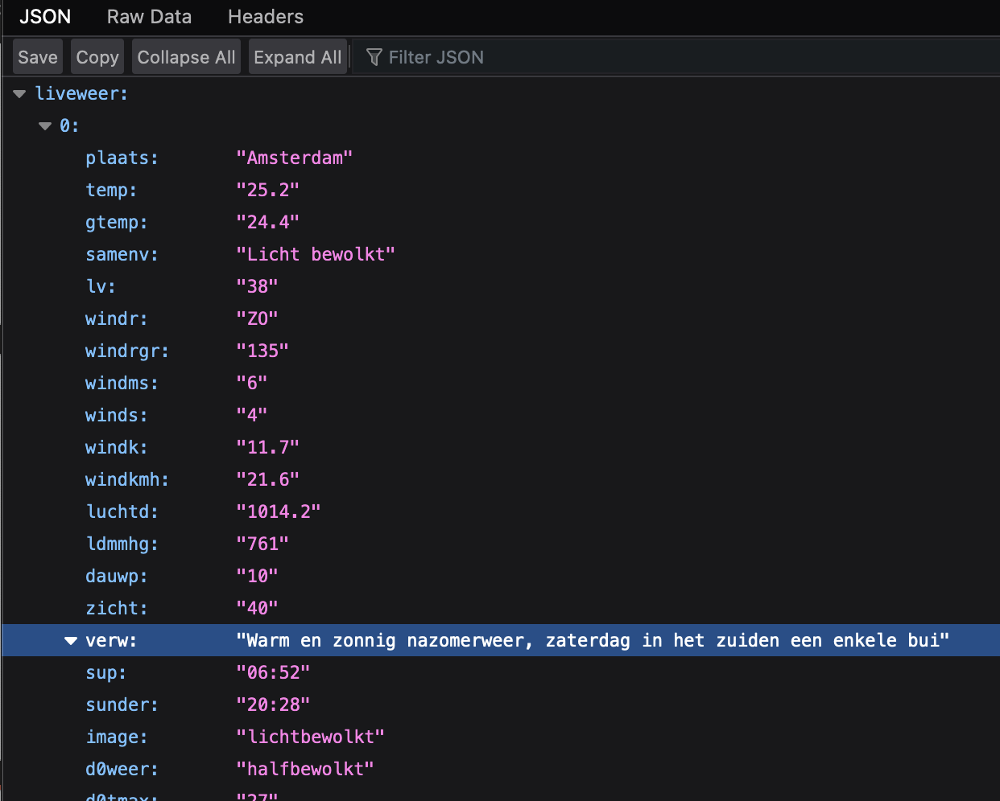 JSON Raw Data Headers
Save Copy Collapse All Expand All Filter JSON
liveweer:
0:
plaats: "Amsterdam"
temp: "25.2"
gtemp: "24.4"
samenv: "Licht bewolkt"
lv: "38"
windr: "ZO"
windrgr: "135"
windms: "6"
winds: "4"
windk: "11.7"
windkmh: "21.6"
luchtd: "1014.2"
ldmmhg: "761"
dauwp: "10"
zicht: "40"
verw: "Warm en zonnig nazomerweer, zaterdag in het zuiden een enkele bui"
sup: "06:52"
sunder: "20:28"
image: "lichtbewolkt"
d0weer: "halfbewolkt"
d0tmax: "27"